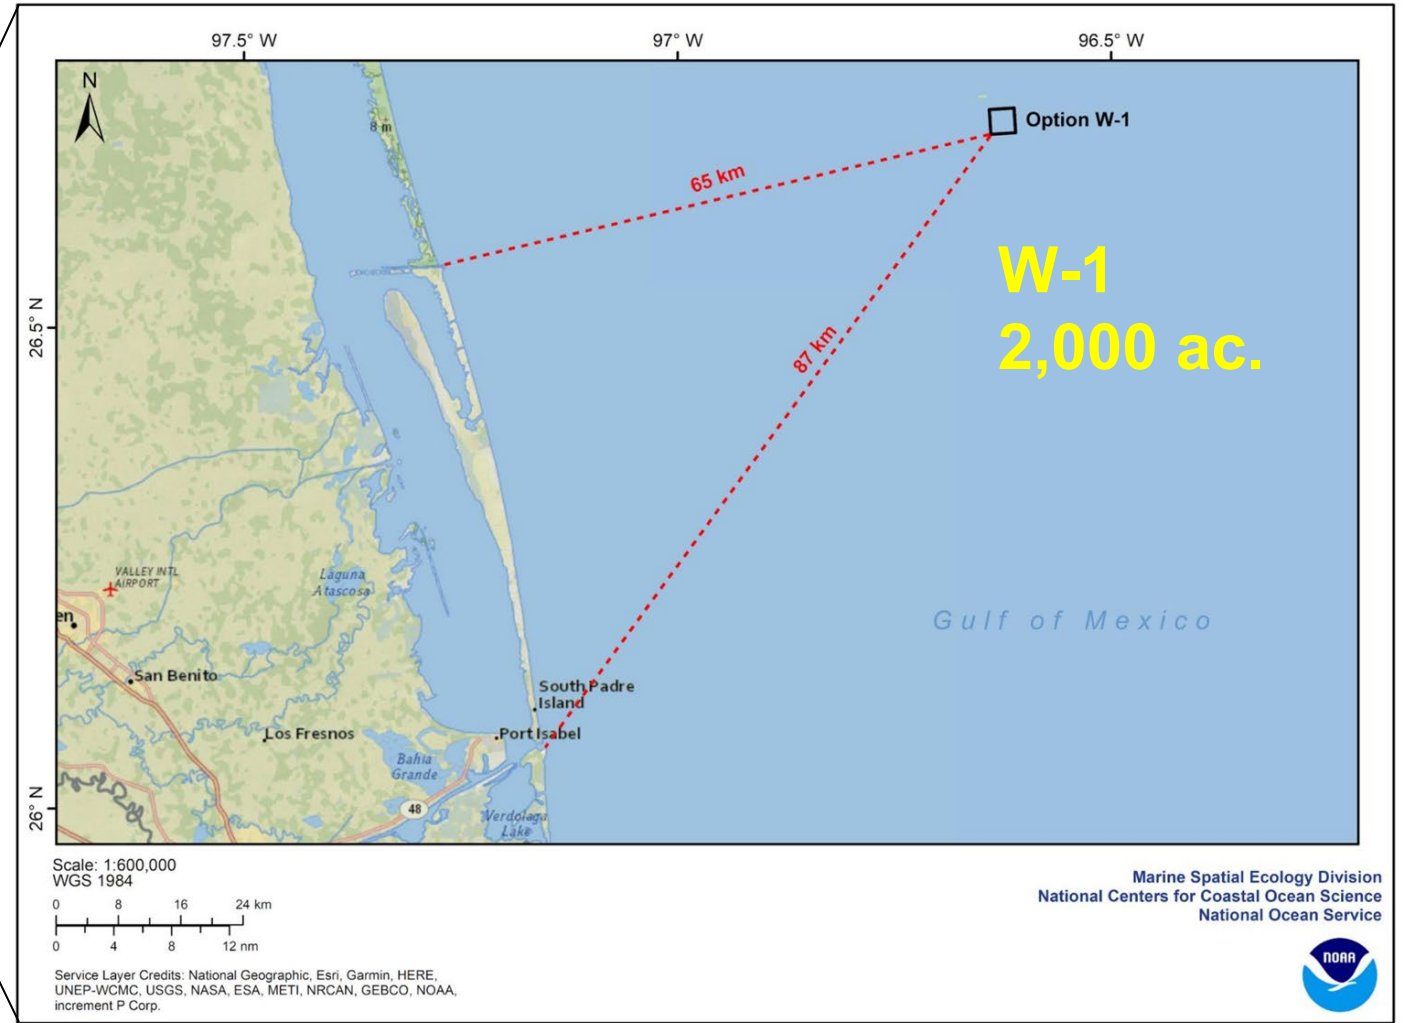 97.5° W
97° W
96.5° W
N
8 m
Option W-1
65 km
W-1
2,000 ac.
26.5° N
87 km
VALLEY INTL
AIRPORT
Laguna
Atascosa
en
Gulf of Mexico
San Benito
South Padre
Island
Los Fresnos
Port Isabel
Bahia
Grande
26° N
48
Verdolaga
Lake
Scale: 1:600,000
WGS 1984
0 8 16 24 km
0 4 8 12 nm
Service Layer Credits: National Geographic, Esri, Garmin, HERE,
UNEP-WCMC, USGS, NASA, ESA, METI, NRCAN, GEBCO, NOAA,
increment P Corp.
Marine Spatial Ecology Division
National Centers for Coastal Ocean Science
National Ocean Service
NOAA